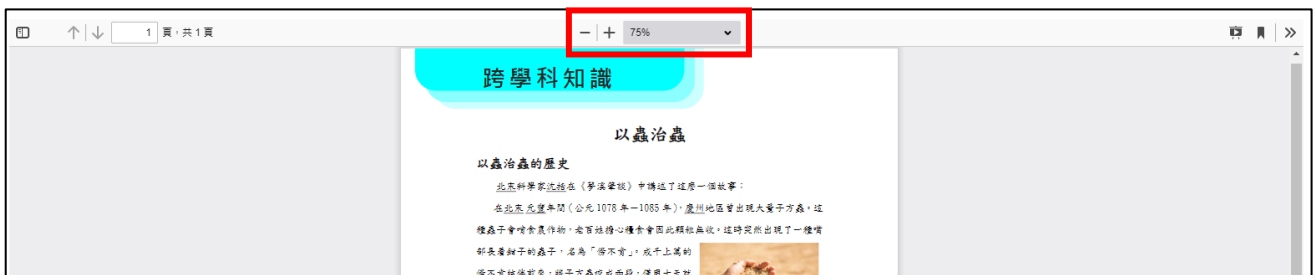 1 頁，共 1 頁
75%
跨學科知識
以蟲治蟲
以蟲治蟲的歷史
北宋科學家沈括在《夢溪筆談》中講述了這麼一個故事：
在北宋 元豐年間（公元 1078 年－1085 年），慶州地區曾出現大量子方蟲。這
種蟲子會啃食農作物，老百姓擔心糧食會因此顆粒無收。這時突然出現了一種嘴
部長着鉗子的蟲子，名為「傍不肯」。成千上萬的